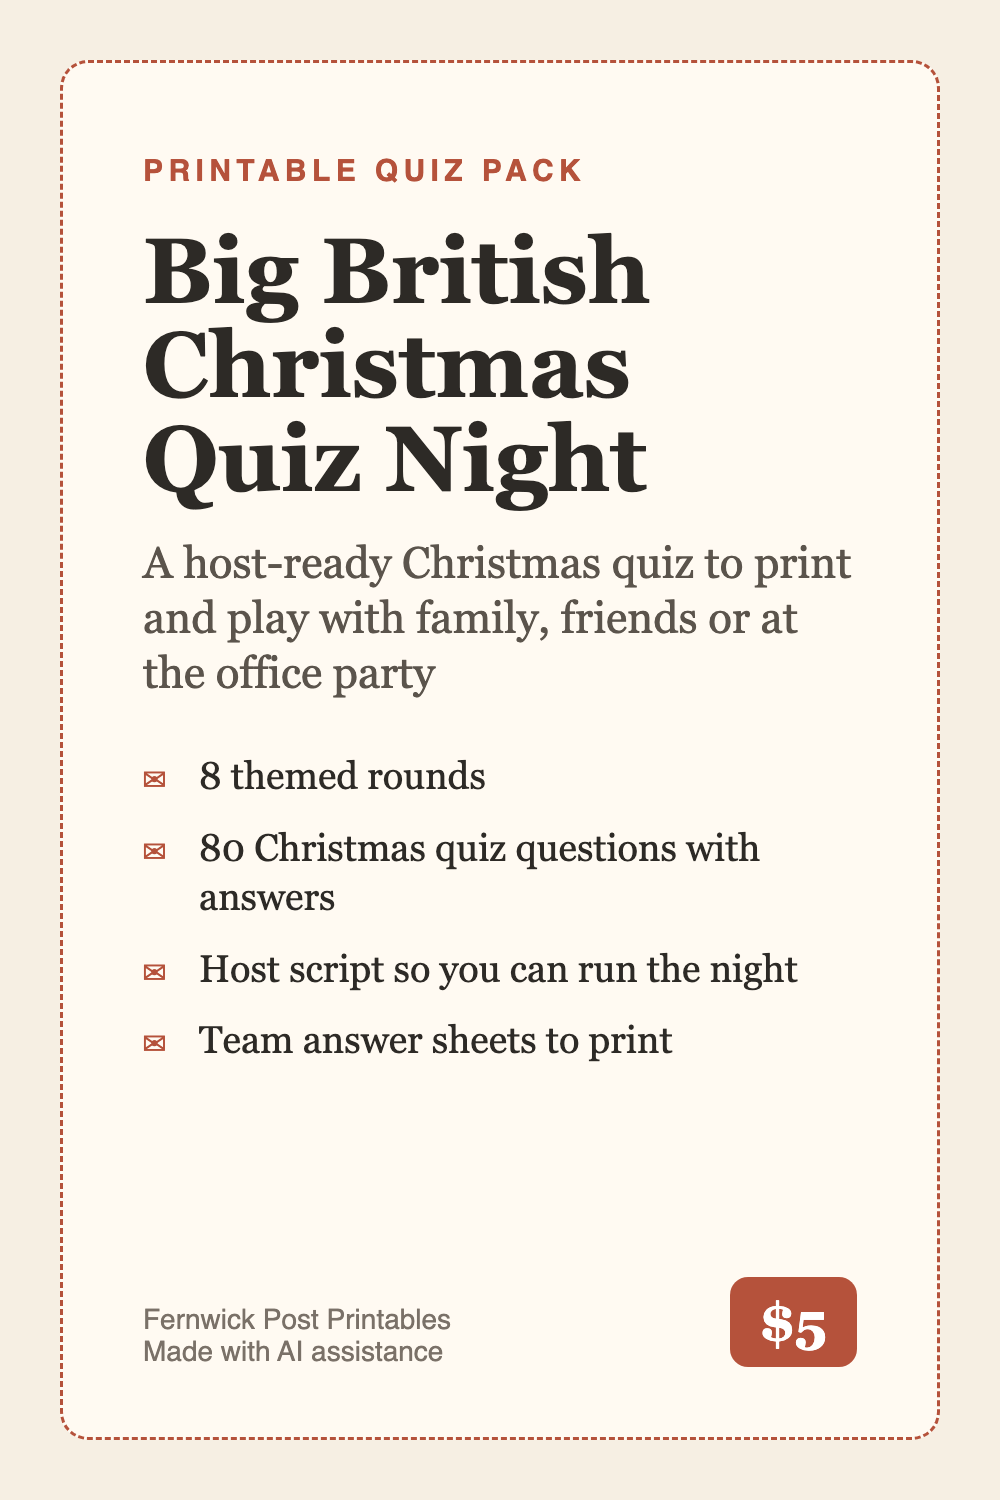 PRINTABLE QUIZ PACK
Big British
Christmas
Quiz Night
A host-ready Christmas quiz to print
and play with family, friends or at
the office party
8 themed rounds
80 Christmas quiz questions with
answers
Host script so you can run the night
Team answer sheets to print
Fernwick Post Printables
Made with AI assistance
$5